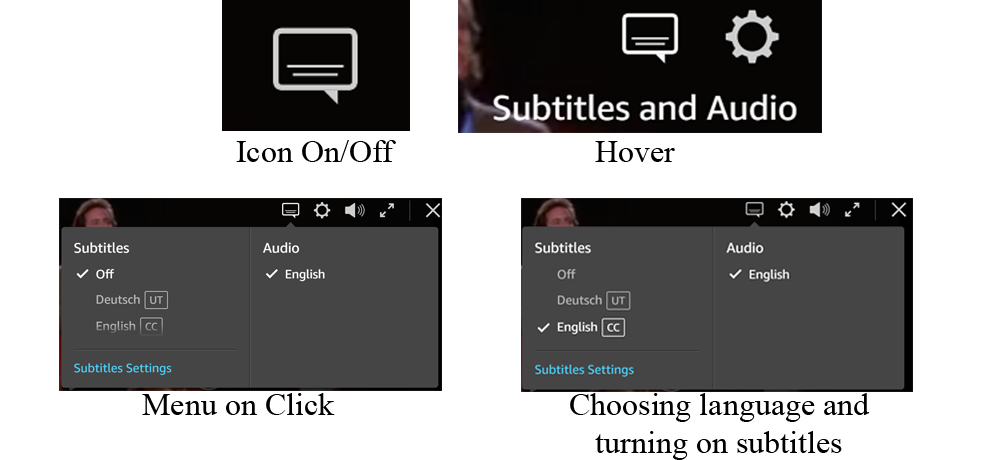 Subtitles and Audio
Icon On/Off
Hover
Subtitles
Audio
Off
English
Deutsch UT
English CC
Subtitles Settings
Subtitles
Audio
Off
English
Deutsch UT
English CC
Subtitles Settings
Menu on Click
Choosing language and
turning on subtitles